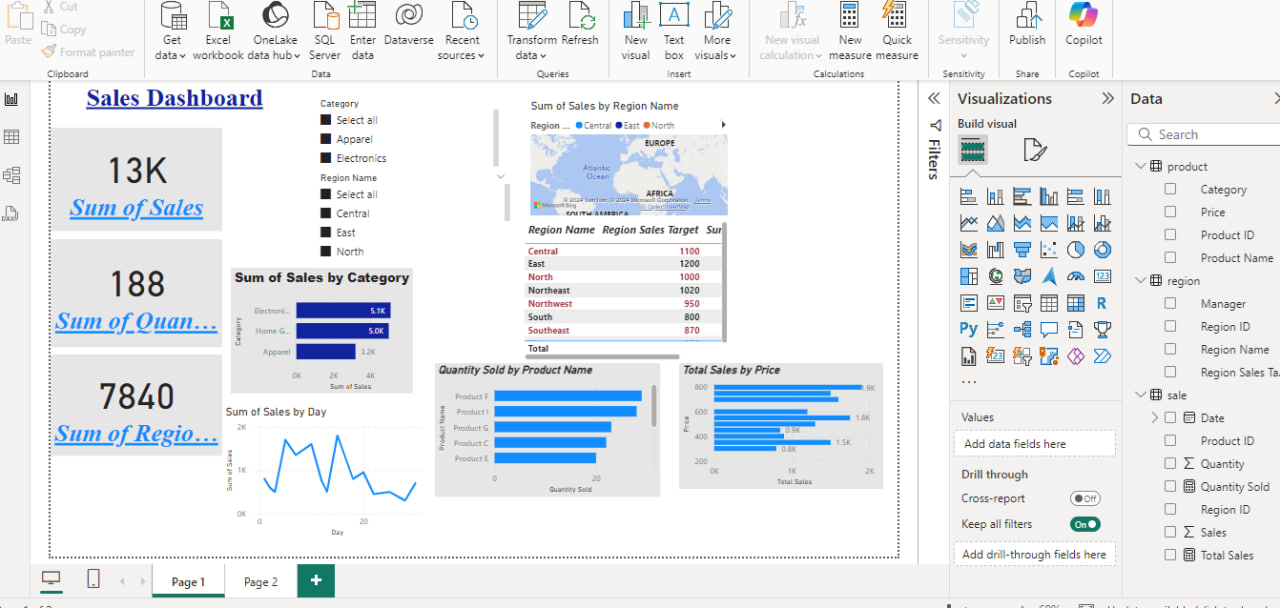 Cut
Copy
Format painter
Paste
Clipboard
Get data
Excel workbook
OneLake data hub
SQL Server
Enter data
Dataverse
Recent sources
Data
Transform data
Refresh
Queries
New visual
Text box
More visuals
Insert
New visual calculation
New measure
Quick measure
Calculations
Sensitivity
Sensitivity
Publish
Share
Copilot
Copilot
Sales Dashboard
13K
Sum of Sales
188
Sum of Quan...
7840
Sum of Regio...
Category
Select all
Apparel
Electronics
Region Name
Select all
Central
East
North
Sum of Sales by Category
Category
Electroni... 5.1K
Home G... 5.0K
Apparel 3.2K
0K 2K 4K
Sum of Sales
Sum of Sales by Day
Sum of Sales
2K
1K
0K
0 20
Day
Sum of Sales by Region Name
Region ... Central East North
EUROPE
Atlantic
Ocean
AFRICA
SOUTH AMERICA
Microsoft Bing
© 2024 TomTom, © 2024 Microsoft Corporation, Terms
© OpenStreetMap
Region Name Region Sales Target Sur
Central 1100
East 1200
North 1000
Northeast 1020
Northwest 950
South 800
Southeast 870
Total
Quantity Sold by Product Name
Product Name
Product F
Product I
Product G
Product C
Product E
0 20
Quantity Sold
Total Sales by Price
Price
800 1.9K
600 1.8K
0.9K
400 1.5K
0.8K
200
0K 1K 2K
Total Sales
Filters
Visualizations
Build visual
123
R
Py
...
Values
Add data fields here
Drill through
Cross-report Off
Keep all filters On
Add drill-through fields here
Data
Search
product
Category
Price
Product ID
Product Name
region
Manager
Region ID
Region Name
Region Sales Ta.
sale
Date
Product ID
Quantity
Quantity Sold
Region ID
Sales
Total Sales
DAX
Page 1
Page 2